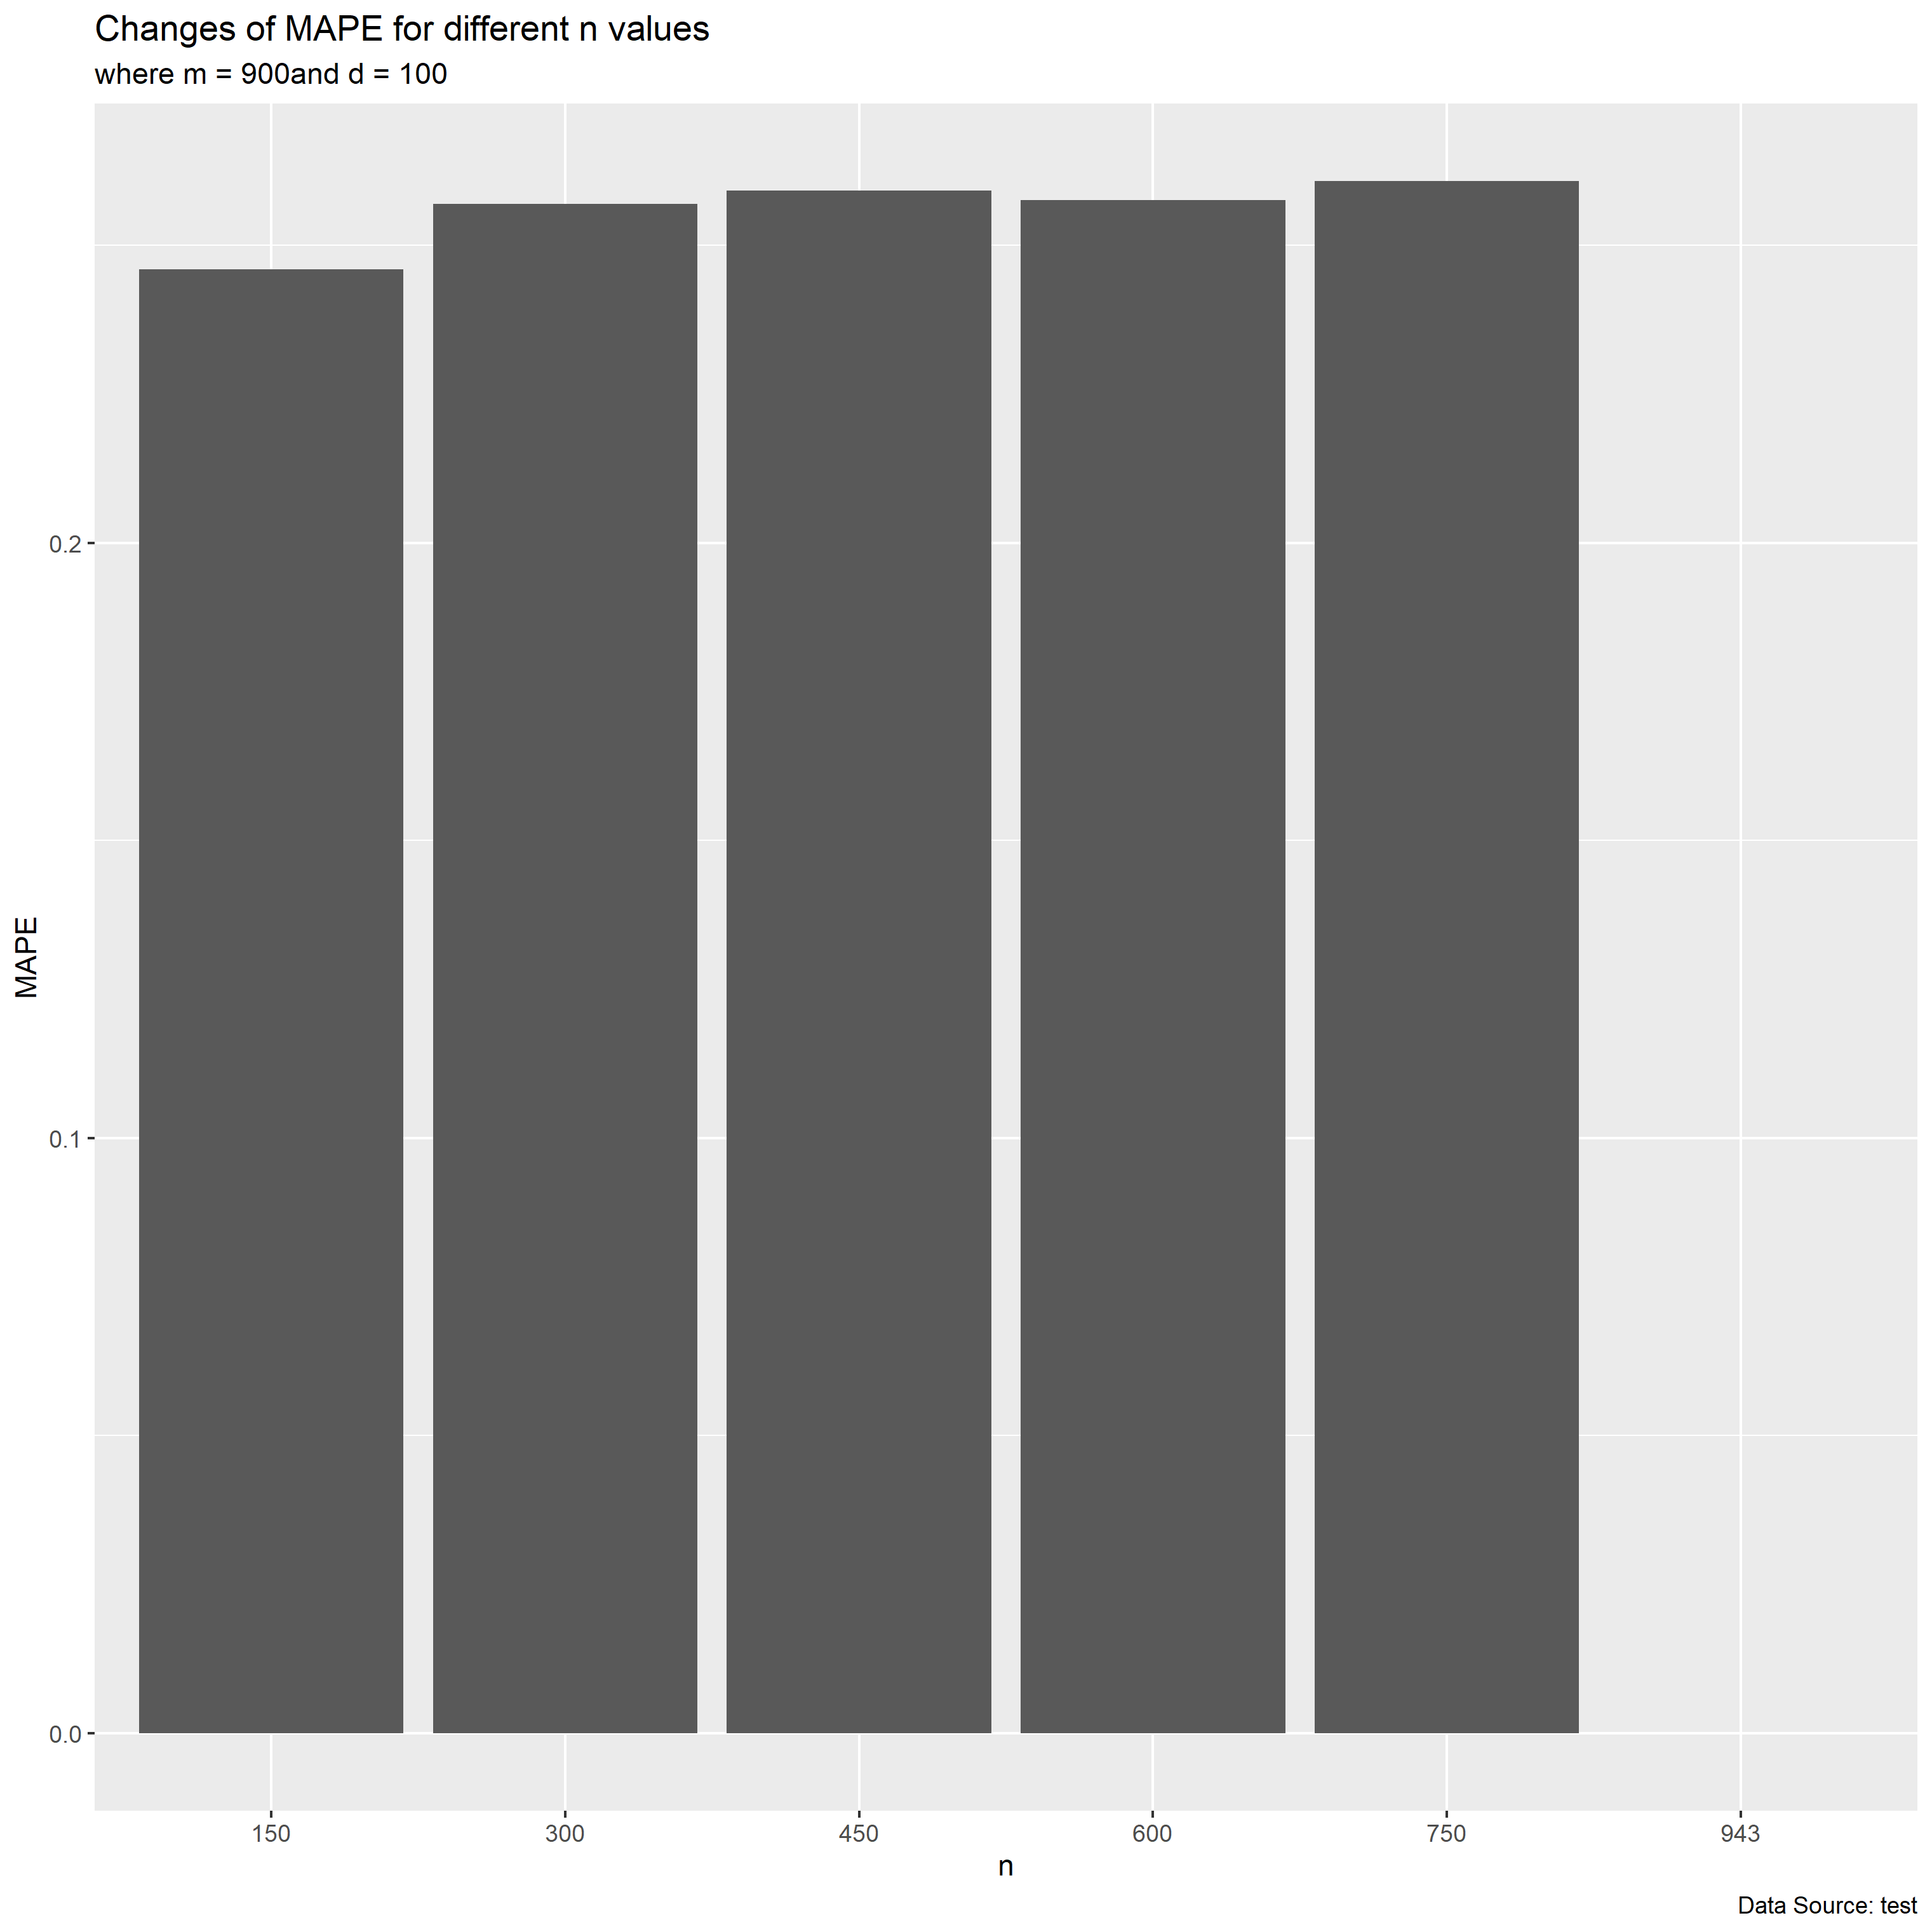 Changes of MAPE for different n values
where m = 900and d = 100
MAPE
0.2
0.1
0.0
150 300 450 600 750 943
n
Data Source: test